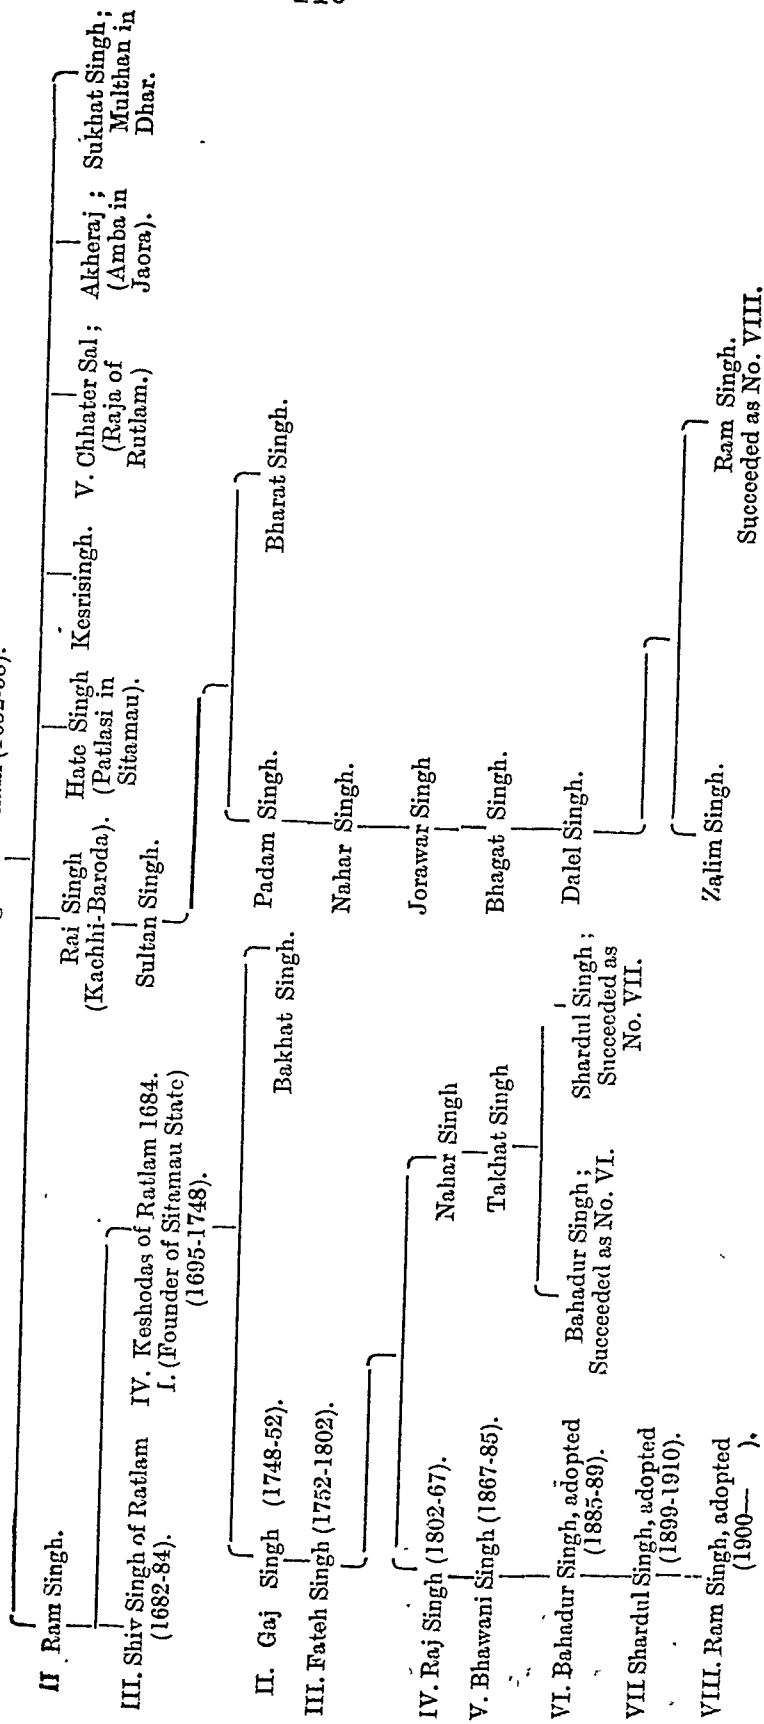 II Ram Singh.
Rai Singh
(Kachhi-Baroda).
Hate Singh
(Patlasi in
Sitamau).
Kesrisingh.
V. Chhater Sal;
(Raja of
Rutlam.)
Akheraj;
(Amba in
Jaora).
Sukhat Singh;
Multhan in
Dhar.
III. Shiv Singh of Ratlam
(1682-84).
IV. Keshodas of Ratlam 1684.
I. (Founder of Sitamau State)
(1695-1748).
Sultan Singh.
II. Gaj Singh (1748-52).
Bakhat Singh.
Padam Singh.
Bharat Singh.
III. Fateh Singh (1752-1802).
Nahar Singh.
IV. Raj Singh (1802-67).
Nahar Singh
Jorawar Singh
V. Bhawani Singh (1867-85).
Takhat Singh
Bhagat Singh.
VI. Bahadur Singh, adopted
(1885-89).
Bahadur Singh;
Succeeded as No. VI.
Shardul Singh;
Succeeded as
No. VII.
Dalel Singh.
VII Shardul Singh, adopted
(1899-1910).
VIII. Ram Singh, adopted
(1900— ).
Zalim Singh.
Ram Singh.
Succeeded as No. VIII.